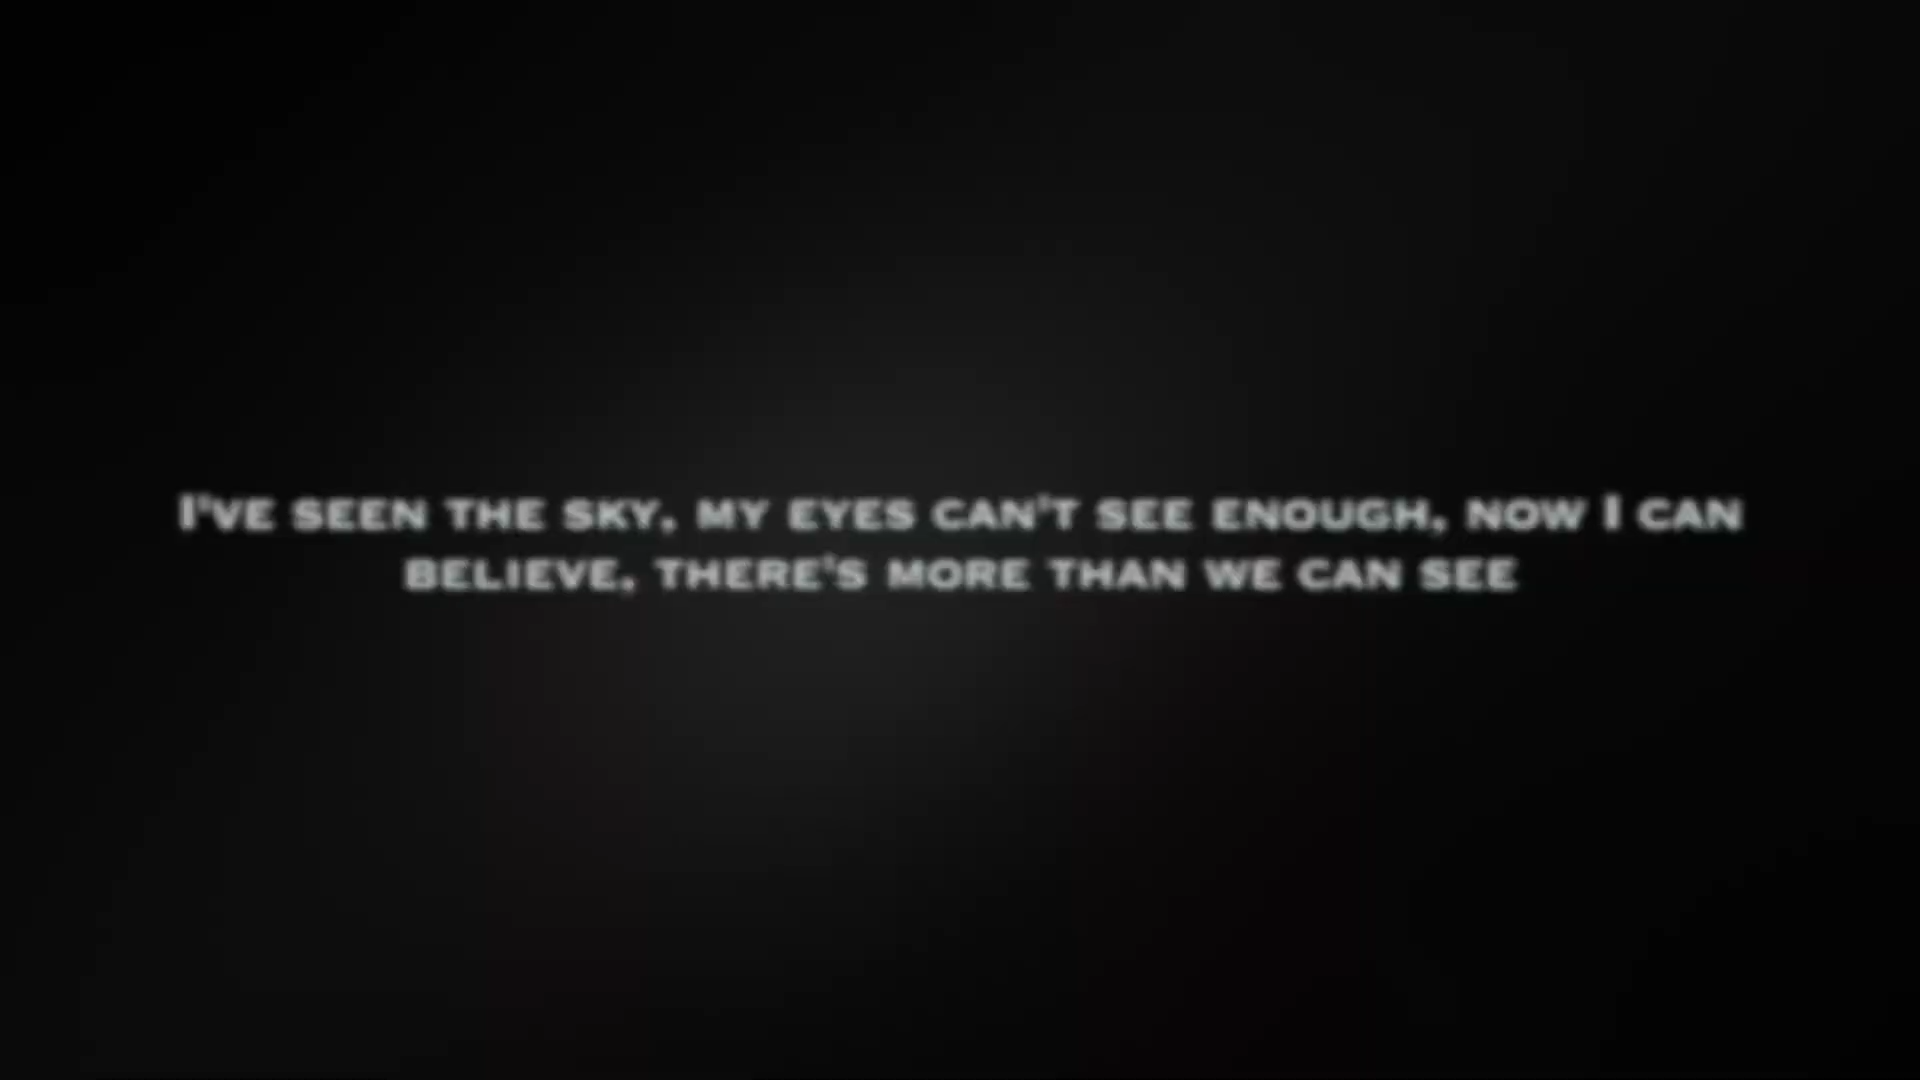 I've seen the sky, my eyes can't see enough, now I can
believe, there's more than we can see